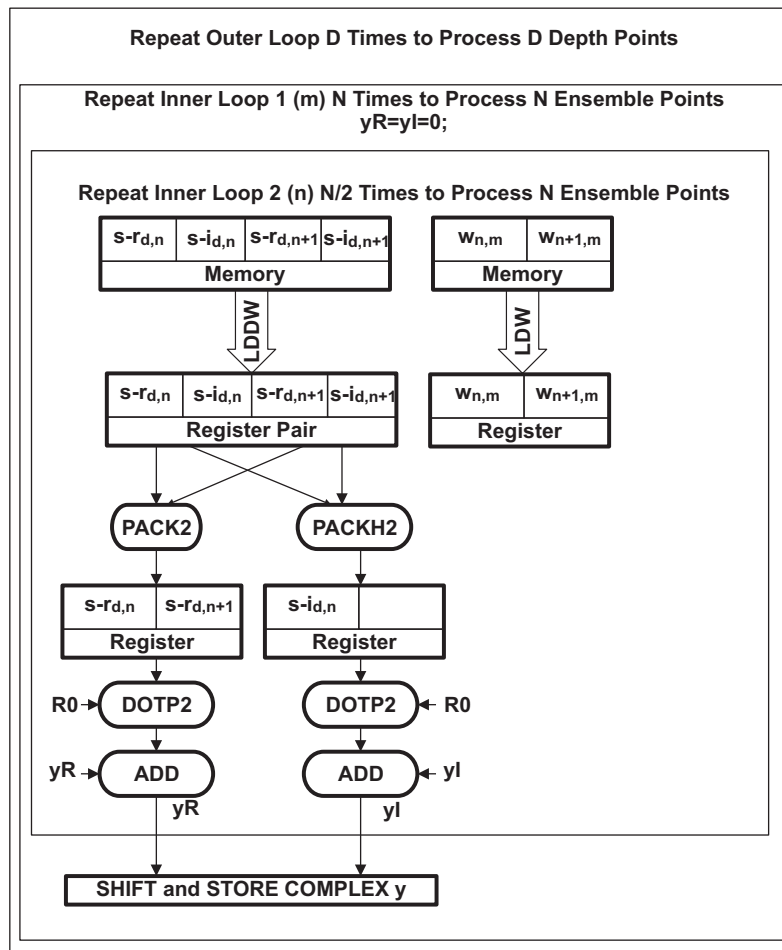 Repeat Outer Loop D Times to Process D Depth Points
Repeat Inner Loop 1 (m) N Times to Process N Ensemble Points
yR=yI=0;
Repeat Inner Loop 2 (n) N/2 Times to Process N Ensemble Points
s-rd,n s-id,n s-rd,n+1 s-id,n+1
Memory
wn,m wn+1,m
Memory
LDDW
LDW
s-rd,n s-id,n s-rd,n+1 s-id,n+1
Register Pair
wn,m wn+1,m
Register
PACK2
PACKH2
s-rd,n s-rd,n+1
Register
s-id,n
Register
R0
DOTP2
DOTP2
R0
yR
ADD
ADD
yI
yR
yI
SHIFT and STORE COMPLEX y